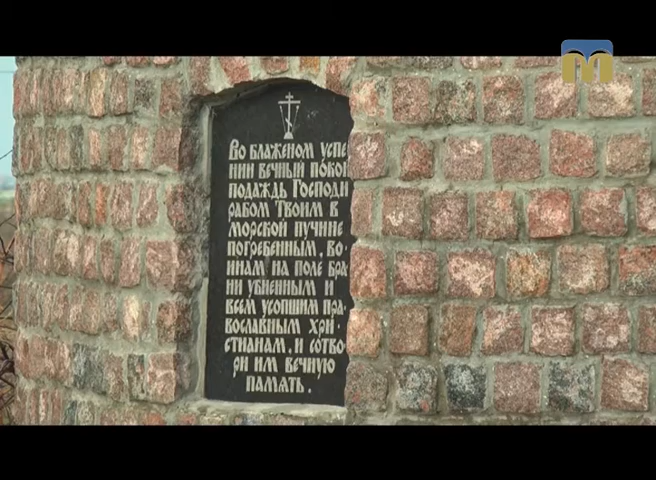 Во блаженом успе
нии вечный покой
подаждь Господи
рабом Твоим в
морской пучине
погребенным, во-
инам на поле бра
ни убиенным и
всем усопшим пра-
вославным хри-
стианам, и сотво
ри им вечную
память.